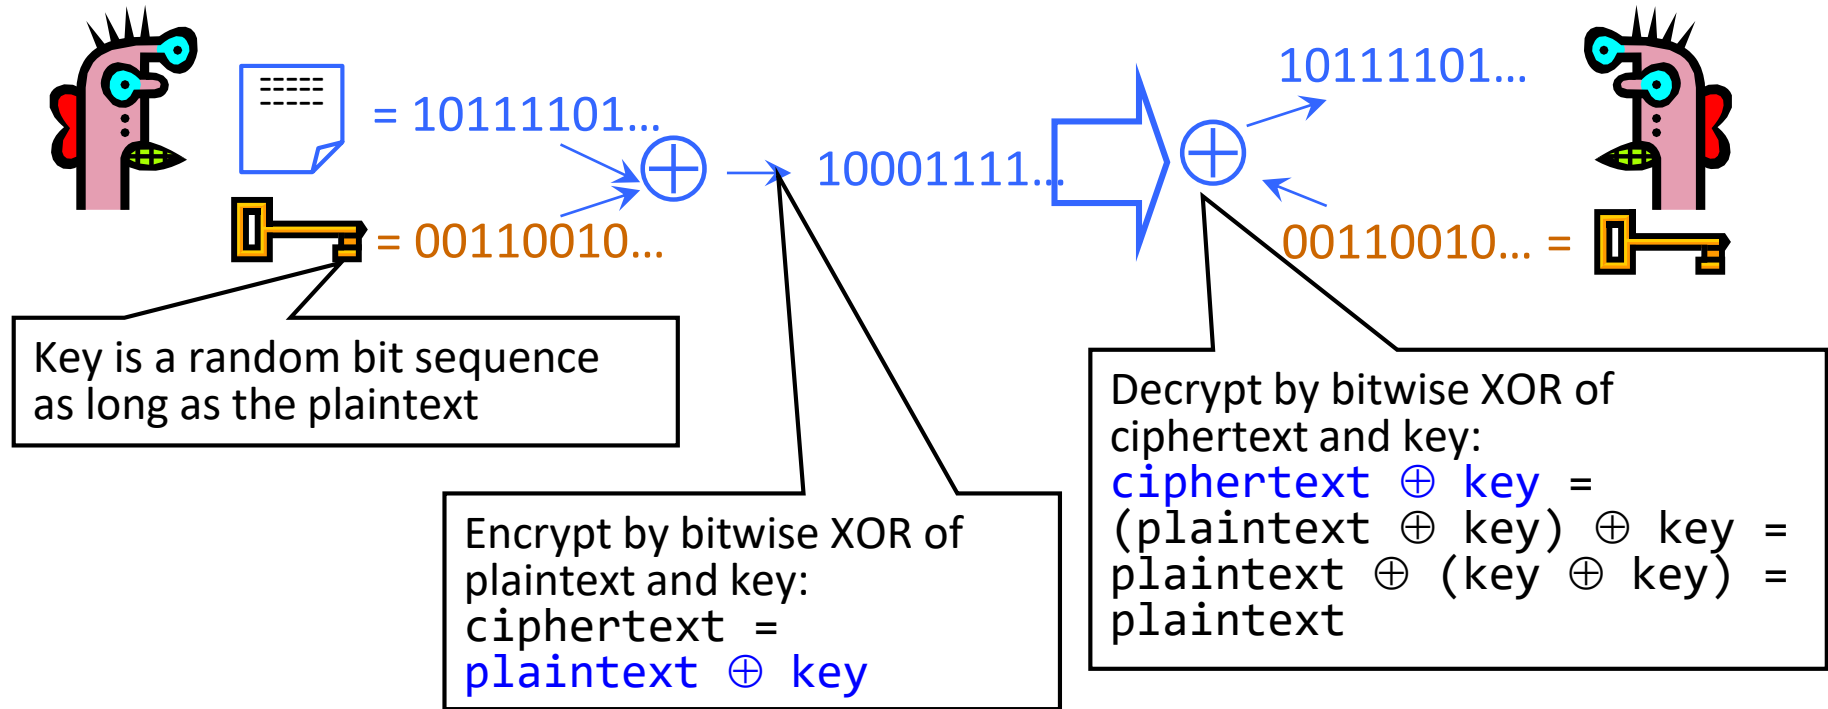 = 10111101...
10001111...
10111101...
= 00110010...
00110010... =
Key is a random bit sequence
as long as the plaintext
Encrypt by bitwise XOR of
plaintext and key:
ciphertext =
plaintext ⊕ key
Decrypt by bitwise XOR of
ciphertext and key:
ciphertext ⊕ key =
(plaintext ⊕ key) ⊕ key =
plaintext ⊕ (key ⊕ key) =
plaintext